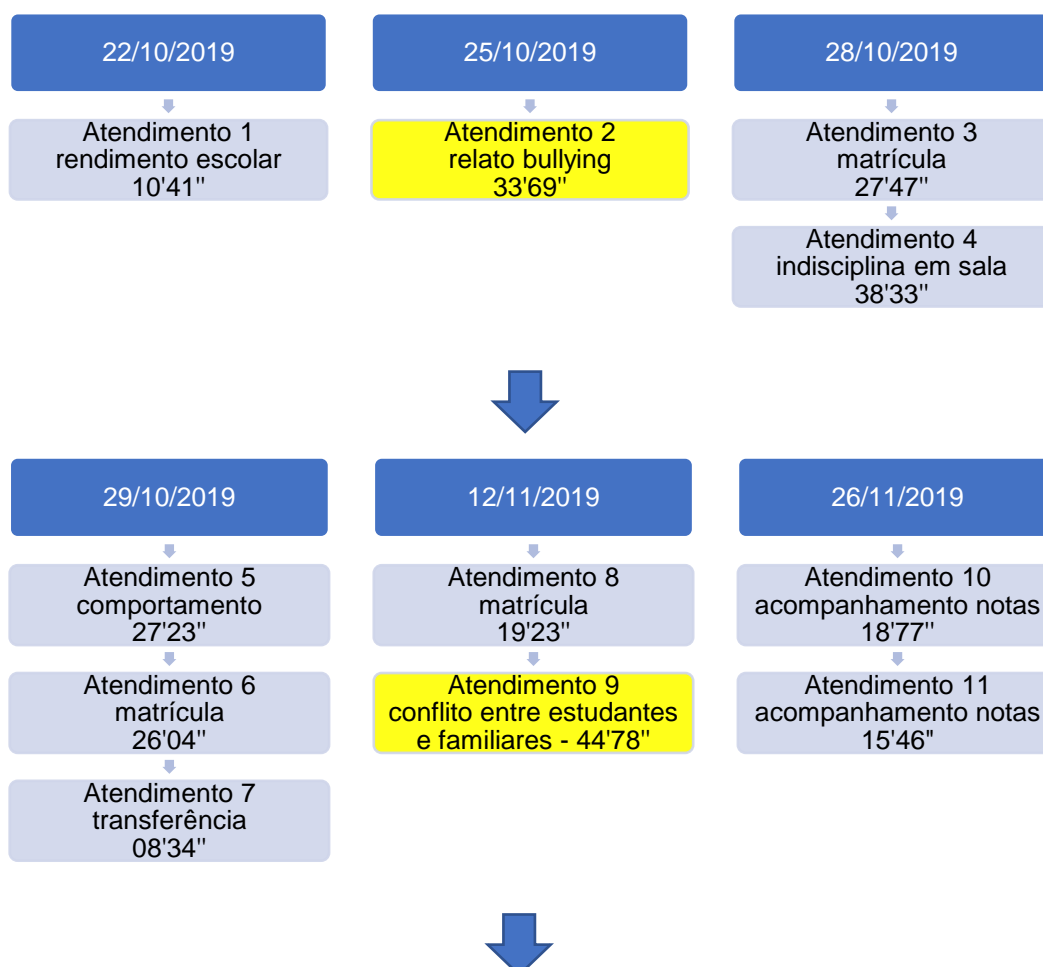 22/10/2019
Atendimento 1
rendimento escolar
10'41"
25/10/2019
Atendimento 2
relato bullying
33'69"
28/10/2019
Atendimento 3
matrícula
27'47"
Atendimento 4
indisciplina em sala
38'33"
29/10/2019
Atendimento 5
comportamento
27'23"
Atendimento 6
matrícula
26'04"
Atendimento 7
transferência
08'34"
12/11/2019
Atendimento 8
matrícula
19'23"
Atendimento 9
conflito entre estudantes
e familiares - 44'78"
26/11/2019
Atendimento 10
acompanhamento notas
18'77"
Atendimento 11
acompanhamento notas
15'46"